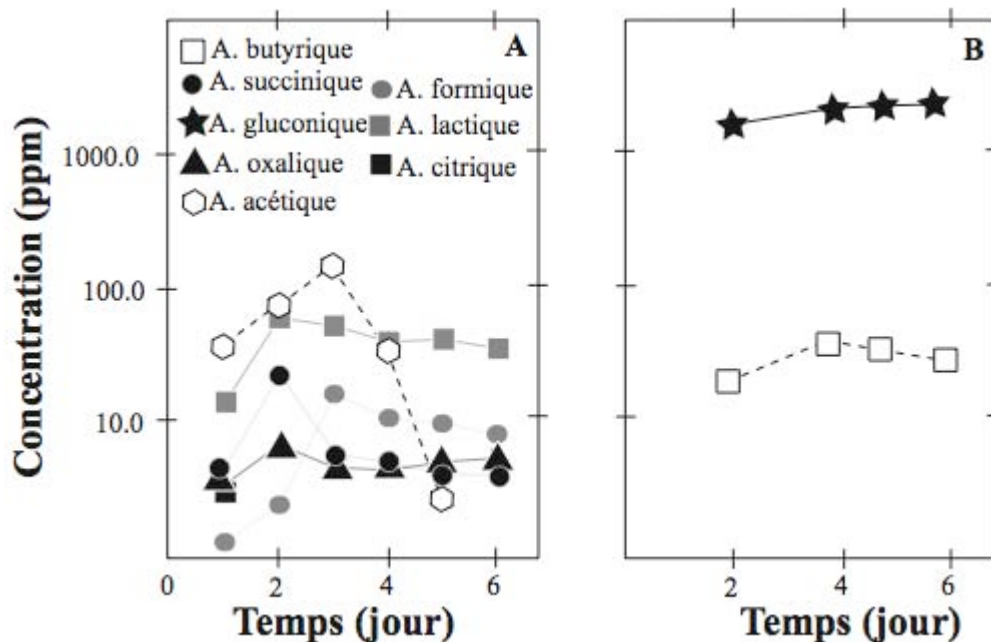 A
B
A. butyrique
A. succinique
A. formique
A. gluconique
A. lactique
A. oxalique
A. citrique
A. acétique
Concentration (ppm)
1000.0
100.0
10.0
0 2 4 6
2 4 6
Temps (jour)
Temps (jour)